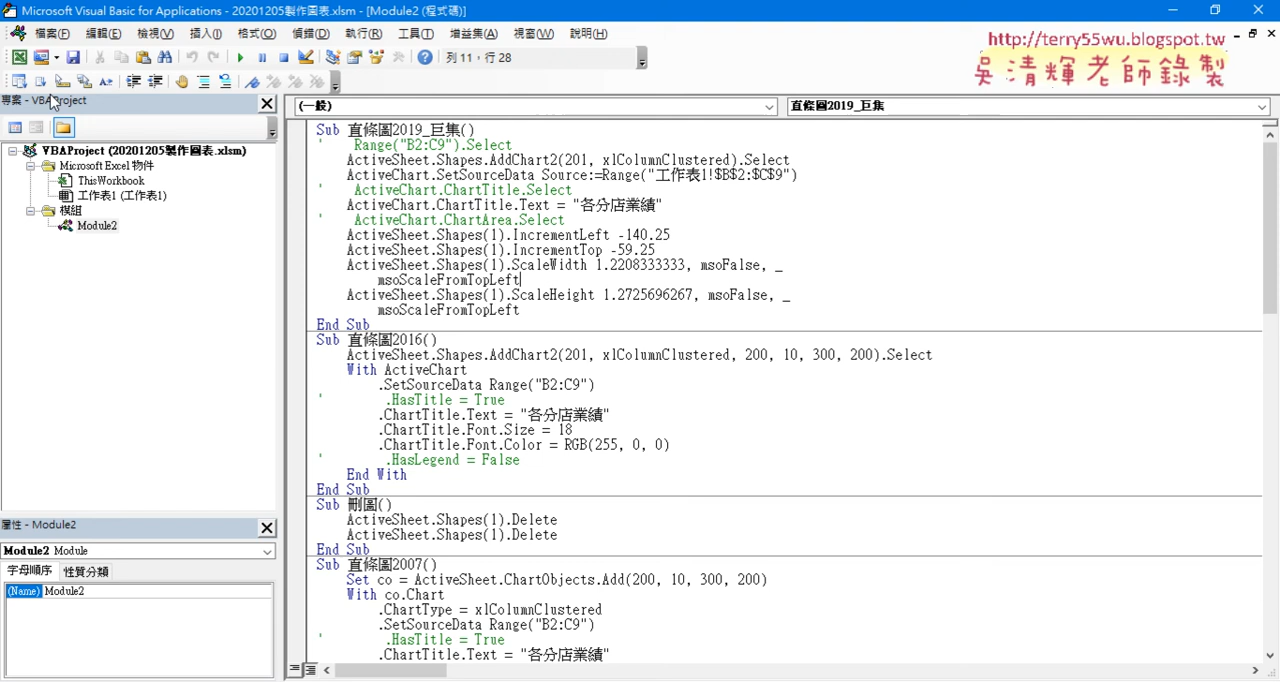 Microsoft Visual Basic for Applications - 20201205製作圖表.xlsm - [Module2 (程式碼)]
檔案(F) 編輯(E) 檢視(V) 插入(I) 格式(O) 偵錯(D) 執行(R) 工具(T) 增益集(A) 視窗(W) 說明(H)
http://terry55wu.blogspot.tw
吳清輝老師錄製
列 11，行 28
專案 - VBAProject
(一般)
直條圖2019_巨集
VBAProject (20201205製作圖表.xlsm)
Microsoft Excel 物件
ThisWorkbook
工作表1 (工作表1)
模組
Module2
屬性 - Module2
Module2 Module
字母順序 性質分類
(Name) Module2
Sub 直條圖2019_巨集()
' Range("B2:C9").Select
ActiveSheet.Shapes.AddChart2(201, xlColumnClustered).Select
ActiveChart.SetSourceData Source:=Range("工作表1!$B$2:$C$9")
' ActiveChart.ChartTitle.Select
ActiveChart.ChartTitle.Text = "各分店業績"
' ActiveChart.ChartArea.Select
ActiveSheet.Shapes(1).IncrementLeft -140.25
ActiveSheet.Shapes(1).IncrementTop -59.25
ActiveSheet.Shapes(1).ScaleWidth 1.2208333333, msoFalse, _
msoScaleFromTopLeft
ActiveSheet.Shapes(1).ScaleHeight 1.2725696267, msoFalse, _
msoScaleFromTopLeft
End Sub
Sub 直條圖2016()
ActiveSheet.Shapes.AddChart2(201, xlColumnClustered, 200, 10, 300, 200).Select
With ActiveChart
.SetSourceData Range("B2:C9")
' .HasTitle = True
.ChartTitle.Text = "各分店業績"
.ChartTitle.Font.Size = 18
.ChartTitle.Font.Color = RGB(255, 0, 0)
' .HasLegend = False
End With
End Sub
Sub 刪圖()
ActiveSheet.Shapes(1).Delete
ActiveSheet.Shapes(1).Delete
End Sub
Sub 直條圖2007()
Set co = ActiveSheet.ChartObjects.Add(200, 10, 300, 200)
With co.Chart
.ChartType = xlColumnClustered
.SetSourceData Range("B2:C9")
' .HasTitle = True
.ChartTitle.Text = "各分店業績"